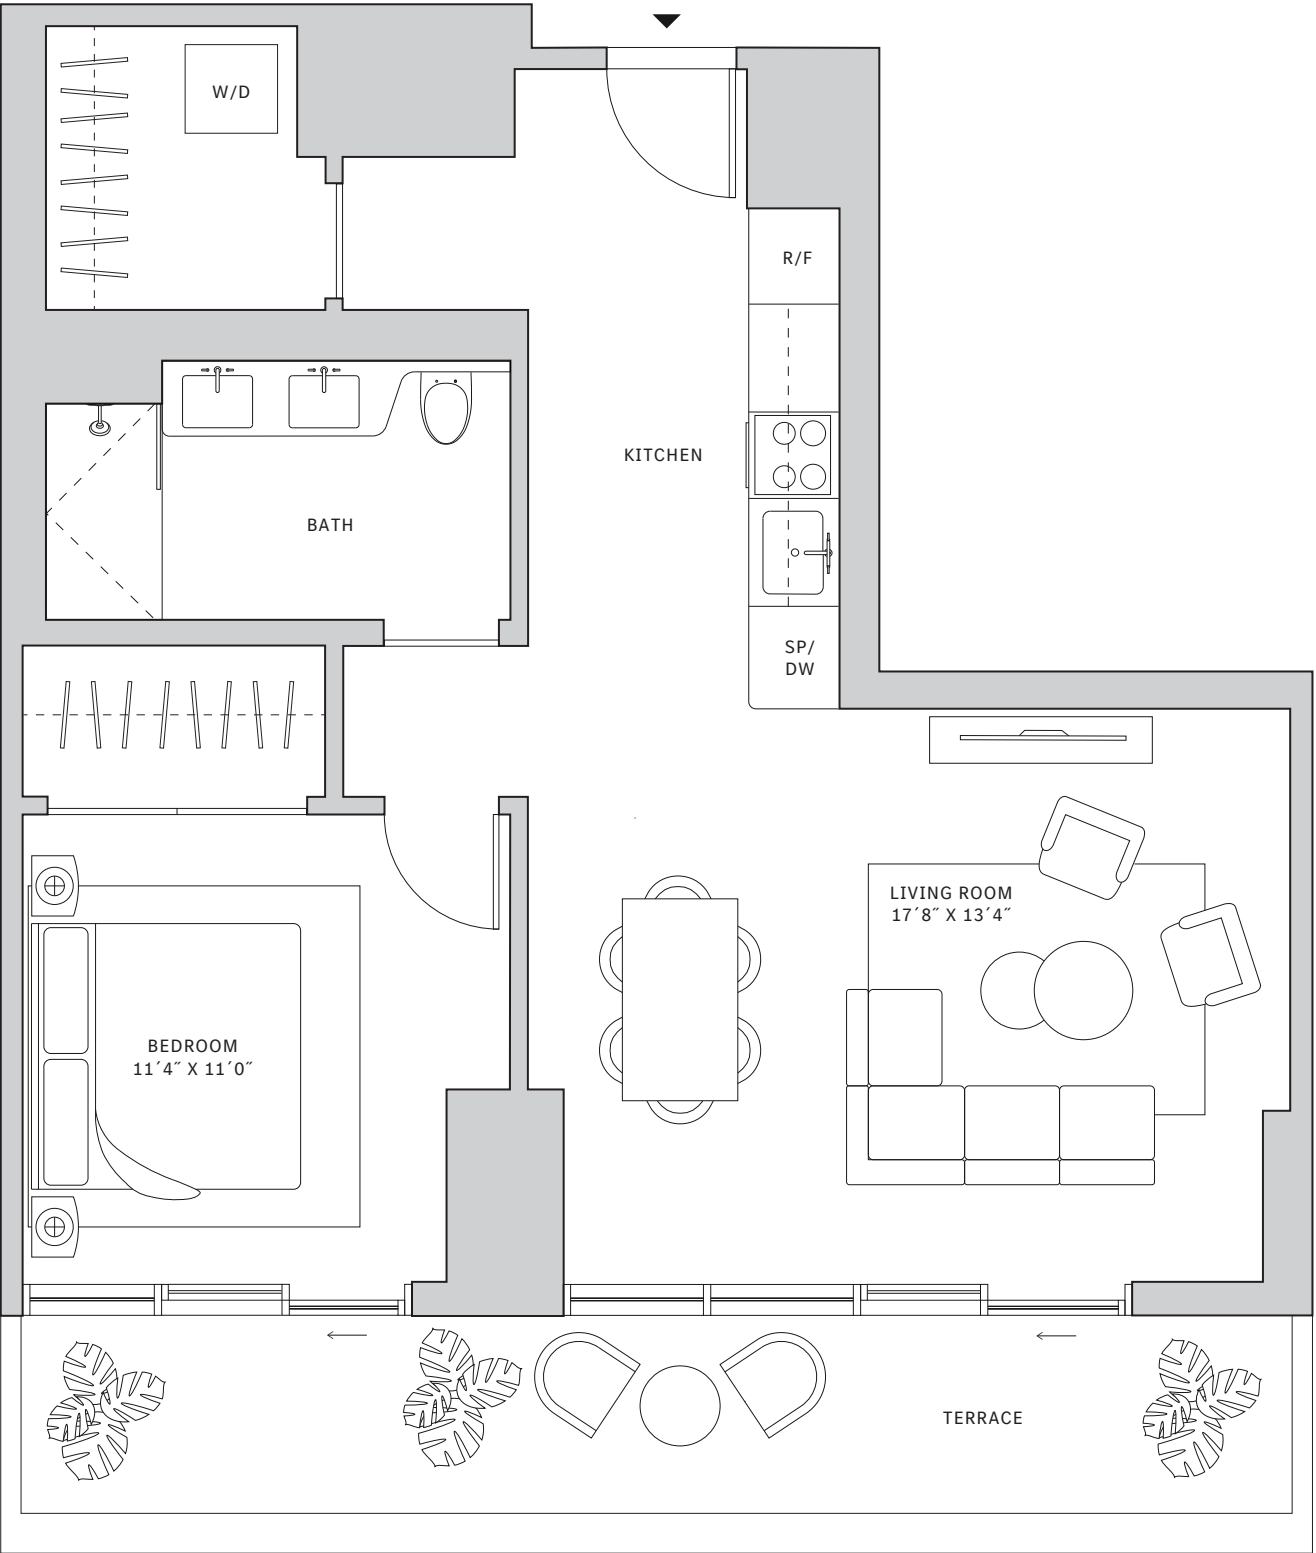 W/D
R/F
KITCHEN
BATH
SP/
DW
LIVING ROOM
17´8˝ X 13´4˝
BEDROOM
11´4˝ X 11´0˝
TERRACE